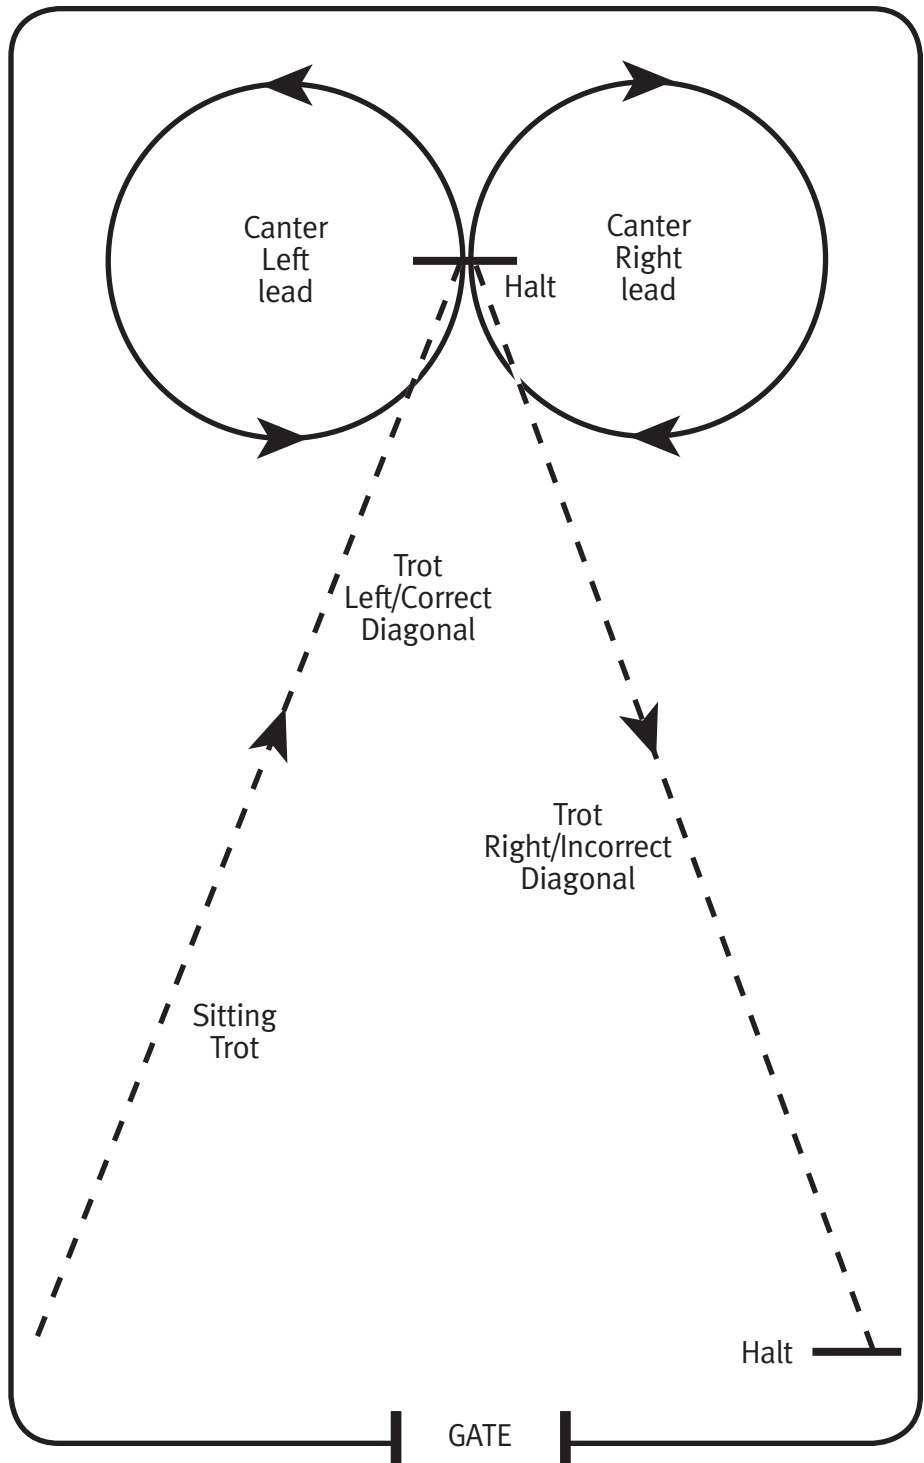 Canter
Left
lead
Canter
Right
lead
Halt
Trot
Left/Correct
Diagonal
Trot
Right/Incorrect
Diagonal
Sitting
Trot
Halt
GATE